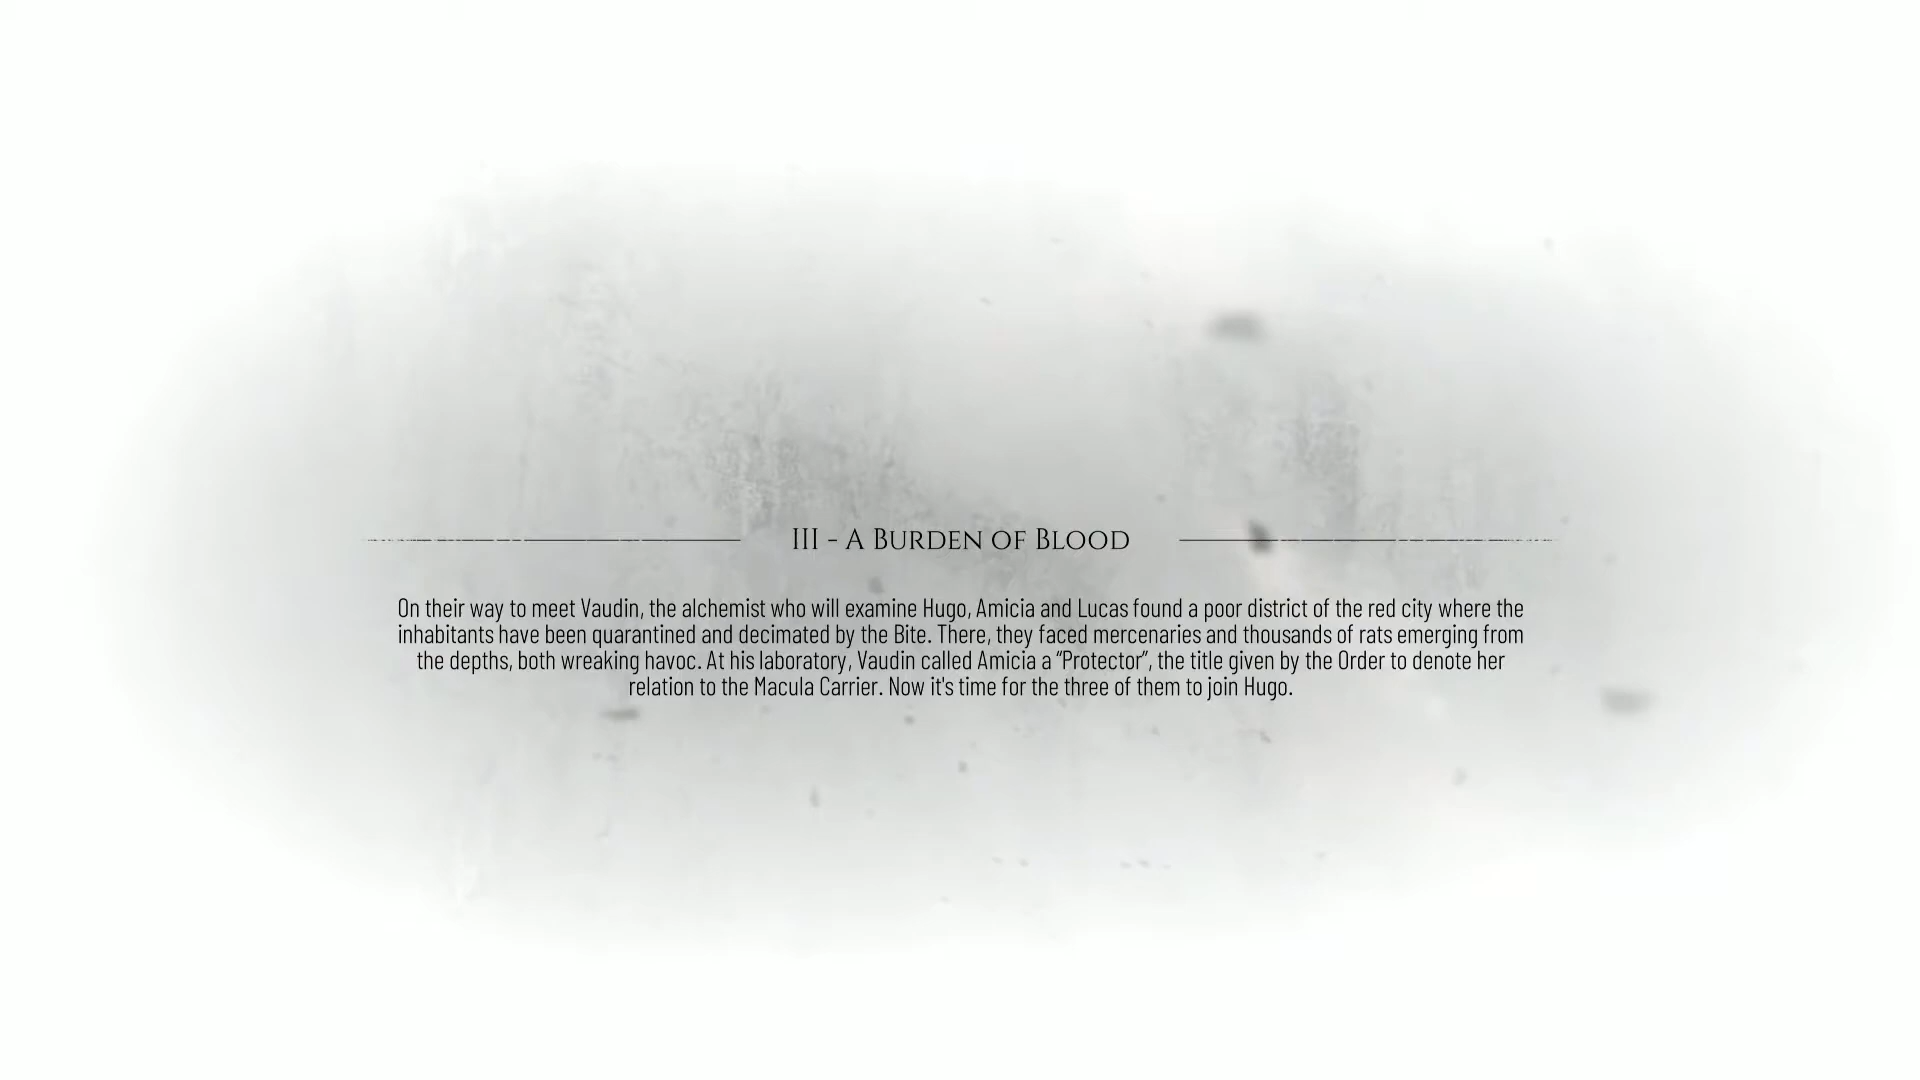 III - A Burden of Blood
On their way to meet Vaudin, the alchemist who will examine Hugo, Amicia and Lucas found a poor district of the red city where the
inhabitants have been quarantined and decimated by the Bite. There, they faced mercenaries and thousands of rats emerging from
the depths, both wreaking havoc. At his laboratory, Vaudin called Amicia a “Protector”, the title given by the Order to denote her
relation to the Macula Carrier. Now it's time for the three of them to join Hugo.